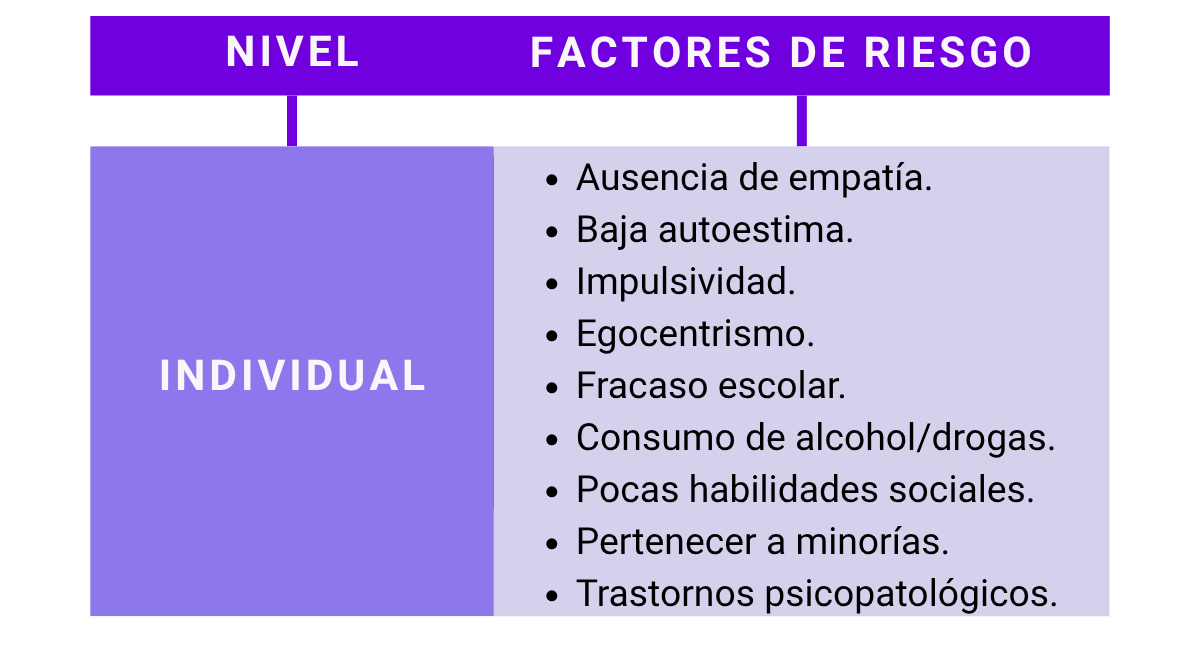 NIVEL
FACTORES DE RIESGO
INDIVIDUAL
• Ausencia de empatía.
• Baja autoestima.
• Impulsividad.
• Egocentrismo.
• Fracaso escolar.
• Consumo de alcohol/drogas.
• Pocas habilidades sociales.
• Pertenecer a minorías.
• Trastornos psicopatológicos.